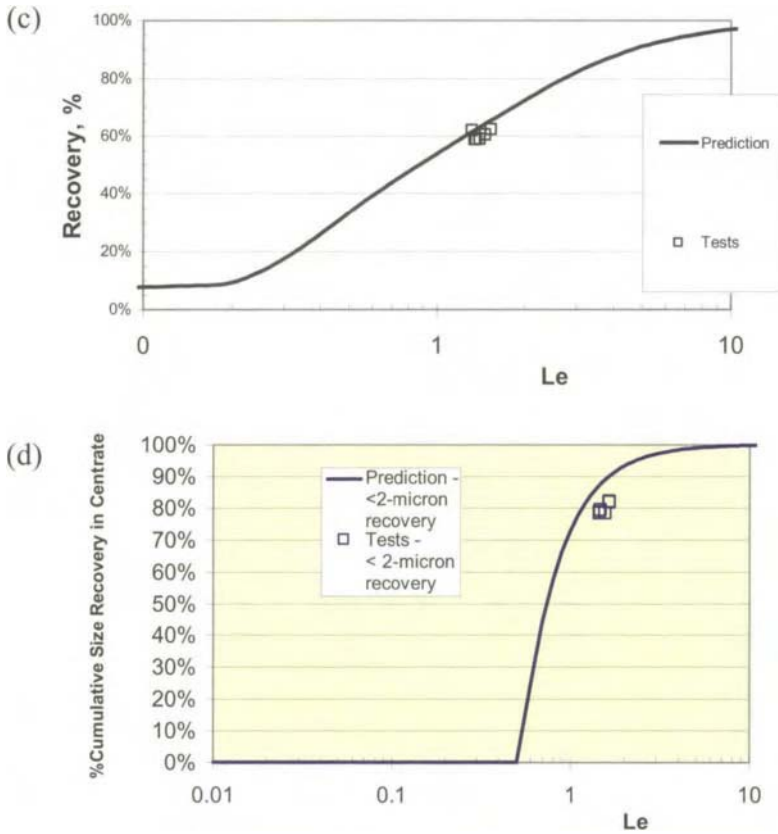 (c)
Recovery, %
100%
80%
60%
40%
20%
0%
0
1
10
Le
Prediction
Tests
(d)
%Cumulative Size Recovery in Centrate
100%
90%
80%
70%
60%
50%
40%
30%
20%
10%
0%
0.01
0.1
1
10
Le
Prediction -
<2-micron
recovery
Tests -
< 2-micron
recovery